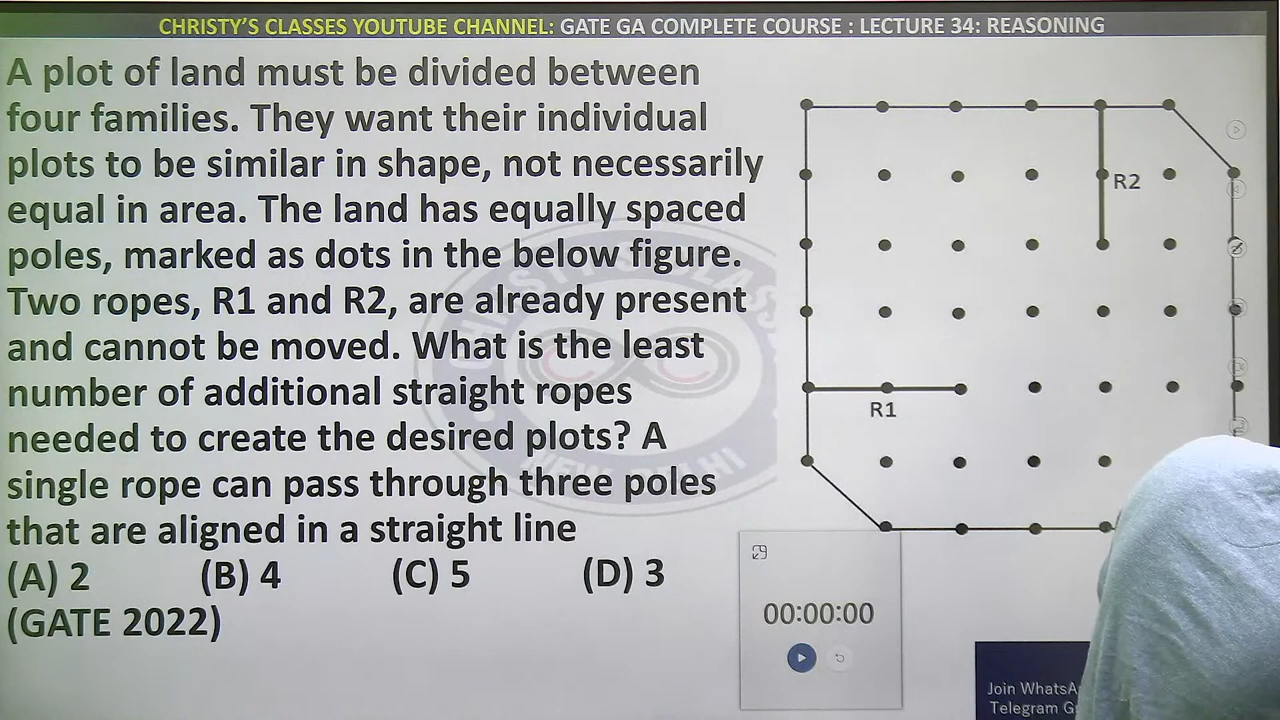 CHRISTY'S CLASSES YOUTUBE CHANNEL: GATE GA COMPLETE COURSE : LECTURE 34: REASONING
A plot of land must be divided between
four families. They want their individual
plots to be similar in shape, not necessarily
equal in area. The land has equally spaced
poles, marked as dots in the below figure.
Two ropes, R1 and R2, are already present
and cannot be moved. What is the least
number of additional straight ropes
needed to create the desired plots? A
single rope can pass through three poles
that are aligned in a straight line
(A) 2 (B) 4 (C) 5 (D) 3
(GATE 2022)
R2
R1
NEW DELHI
00:00:00
Join
Telegram